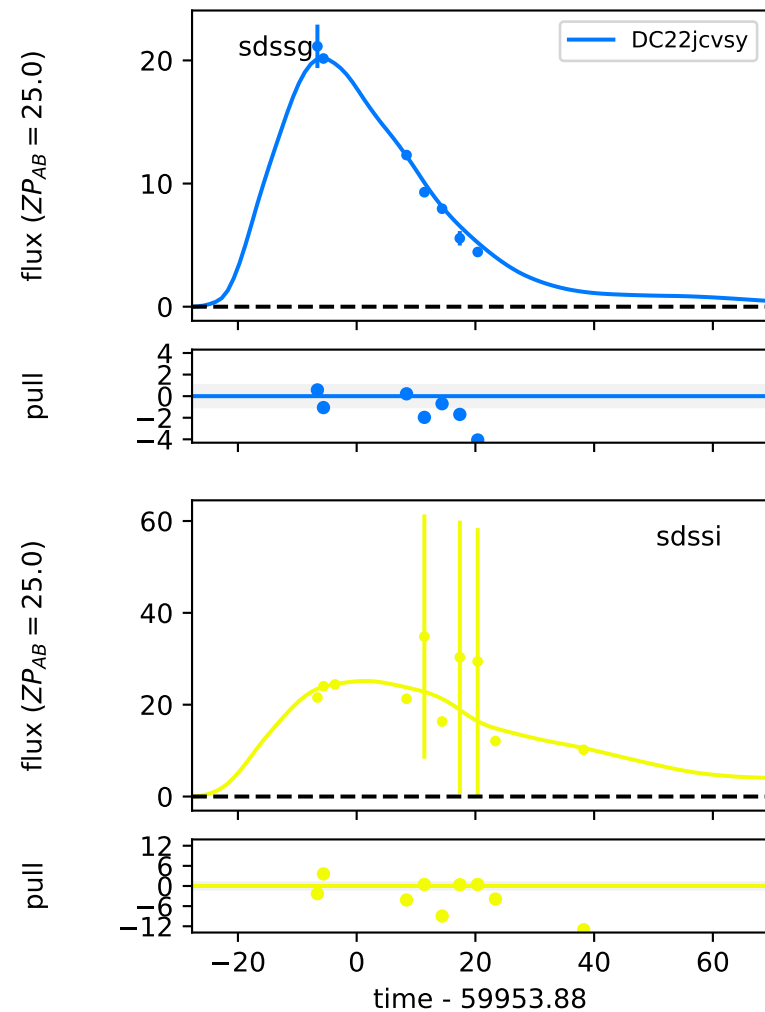 sdssg
DC22jcvsy
flux ($ZP_{AB}$ = 25.0)
20
10
0
pull
4
2
0
−2
−4
sdssi
flux ($ZP_{AB}$ = 25.0)
60
40
20
0
pull
12
6
0
−6
−12
−20 0 20 40 60
time - 59953.88